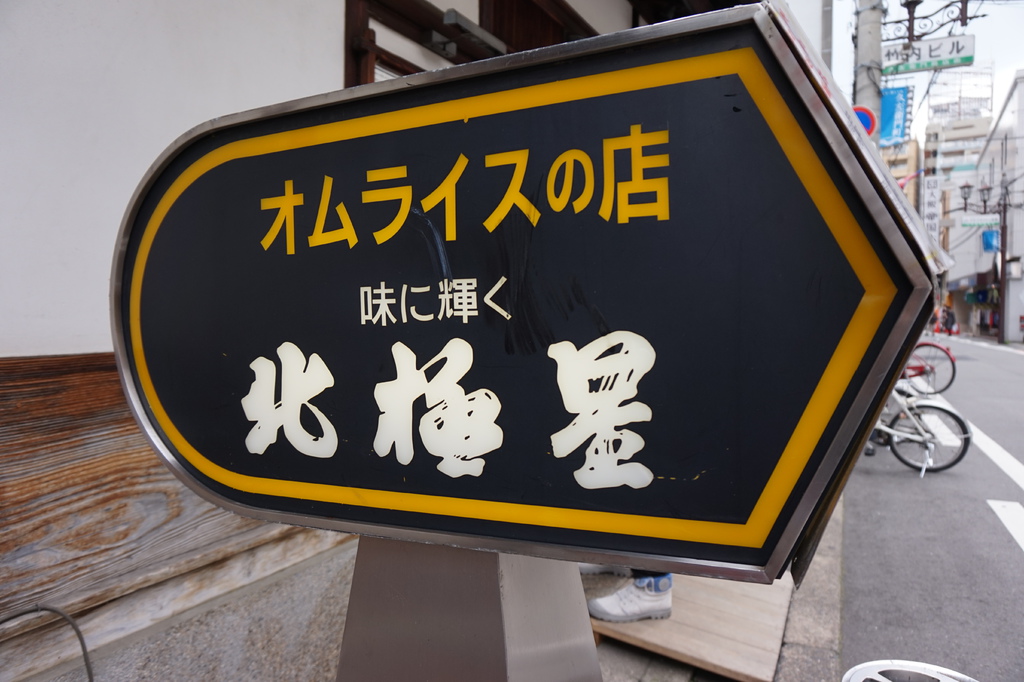 オムライスの店
味に輝く
北極星
竹内ビル